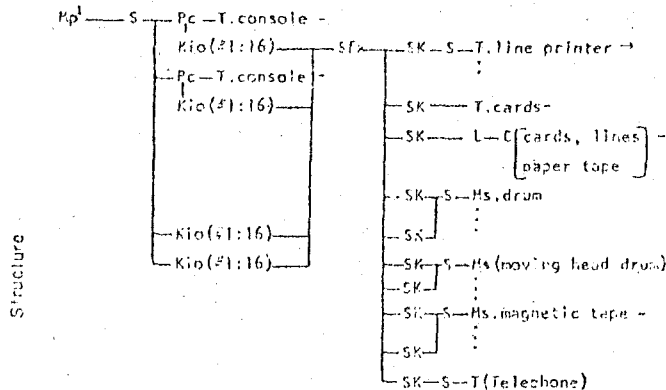 Mp¹ — S — Pc — T.console -
Kio(#1:16) — SFx — SK — S — T.line printer →
Pc — T.console -
Kio(#1:16)
SK — T.cards -
SK — L — C [cards, lines -
paper tape]
SK — S — Ms.drum
SK
Kio(#1:16)
Kio(#1:16)
SK — S — Ms(moving head drum)
SK
SK — S — Ms.magnetic tape -
SK
SK — S — T(Telephone)
Structure